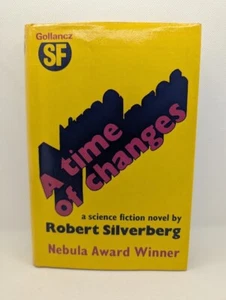 Gollancz
SF
A time
of changes
a science fiction novel by
Robert Silverberg
Nebula Award Winner